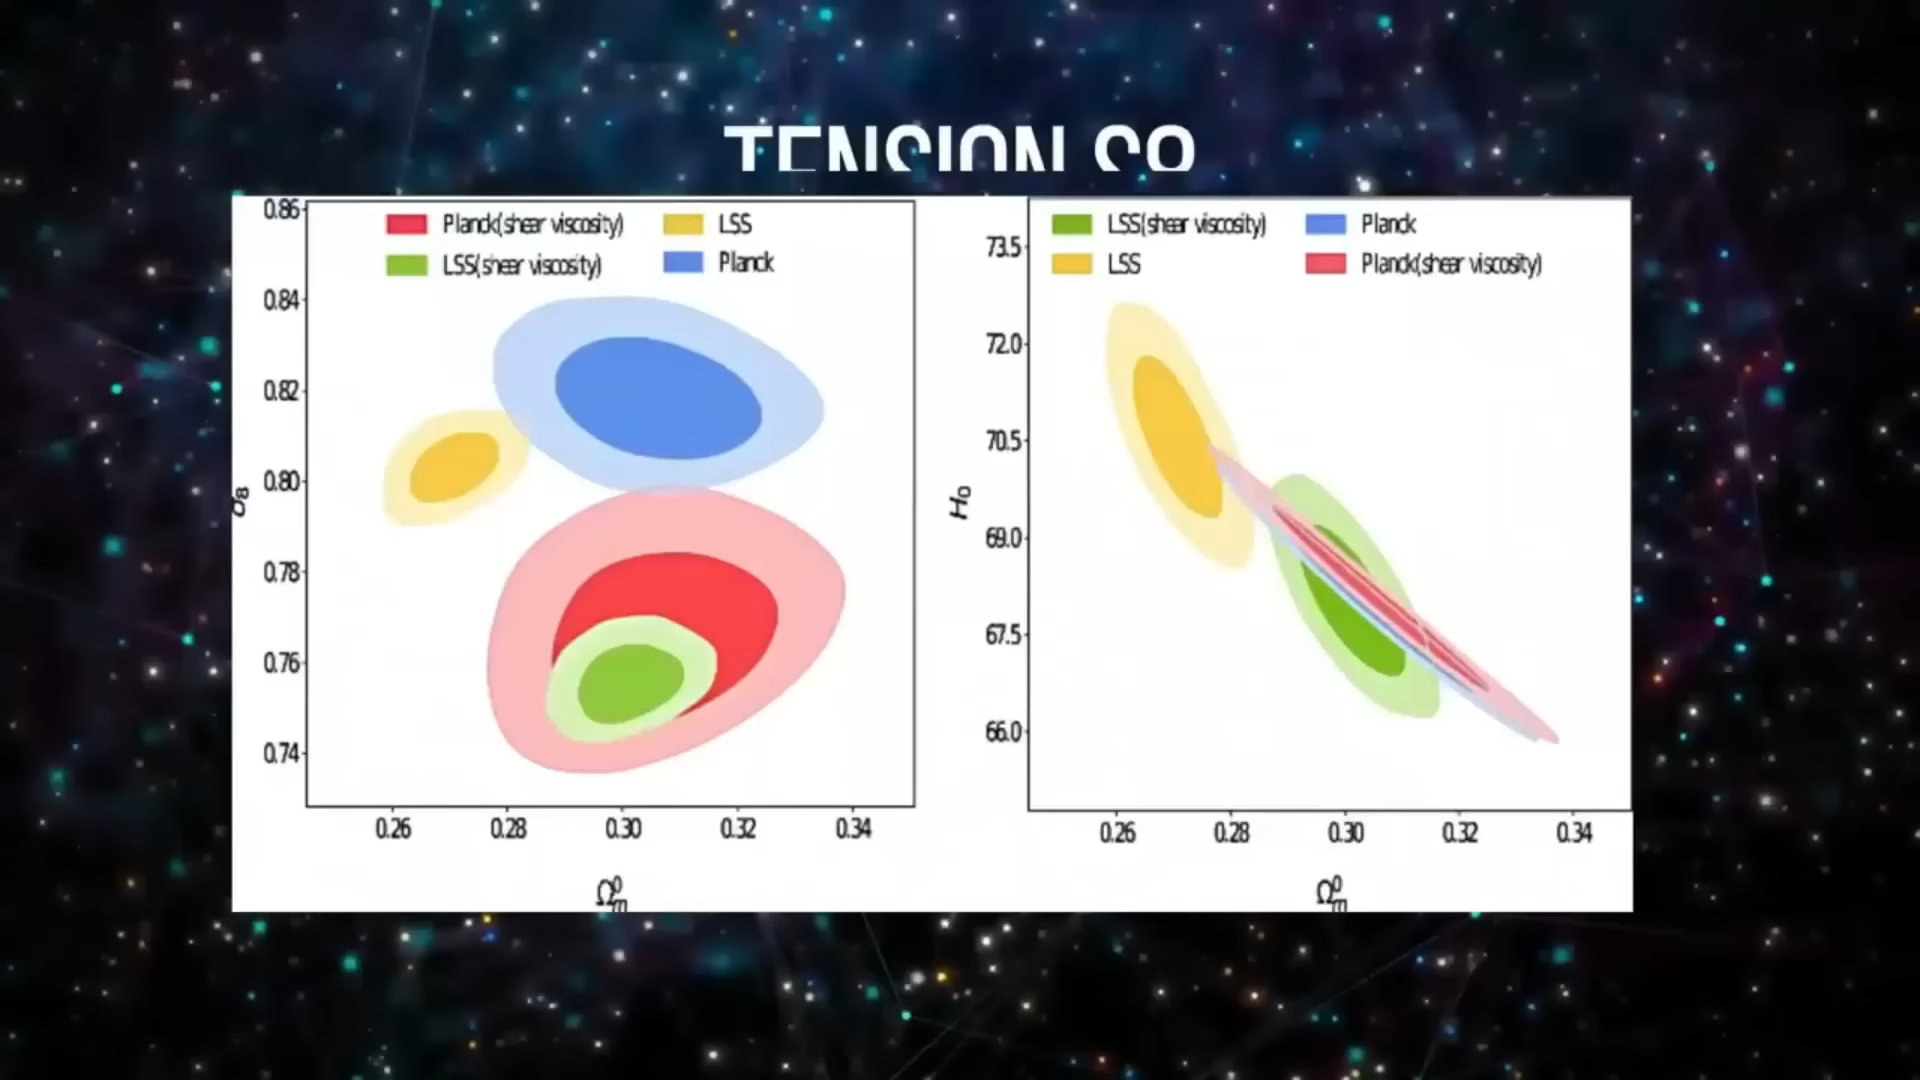 TENSION S8
0.86
Planck(shear viscosity)
LSS
LSS(shear viscosity)
Planck
0.84
0.82
0.80
0.78
0.76
0.74
σ8
0.26 0.28 0.30 0.32 0.34
Ω⁰m
LSS(shear viscosity)
Planck
LSS
Planck(shear viscosity)
73.5
72.0
70.5
69.0
67.5
66.0
H₀
0.26 0.28 0.30 0.32 0.34
Ω⁰m